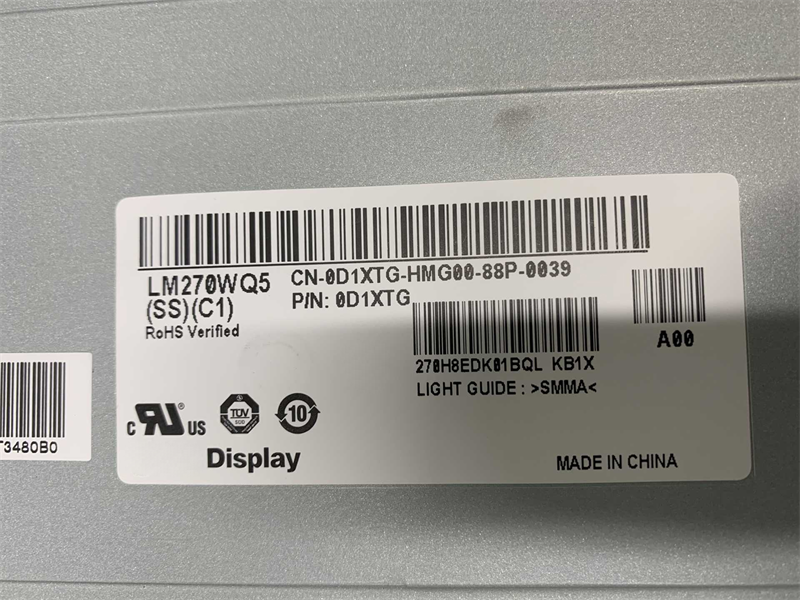 LM270WQ5
(SS)(C1)
RoHS Verified
CN-0D1XTG-HMG00-88P-0039
P/N: 0D1XTG
A00
270H8EDK01BQL KB1X
LIGHT GUIDE : >SMMA<
T3480B0
c RU® US
TÜV
10
Display
MADE IN CHINA